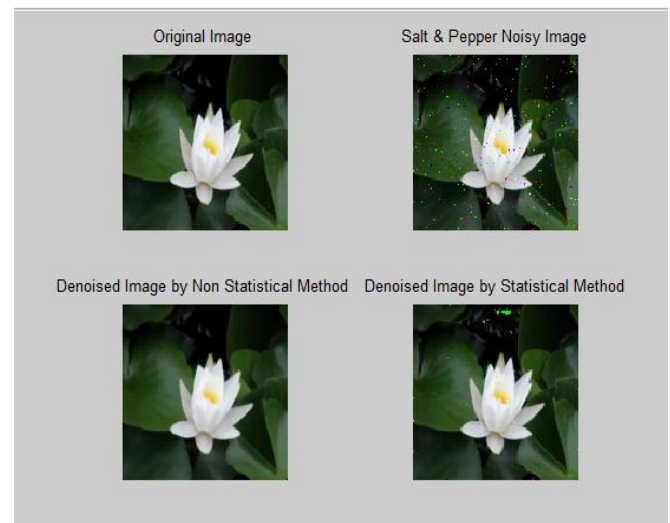 Original Image
Salt & Pepper Noisy Image
Denoised Image by Non Statistical Method
Denoised Image by Statistical Method